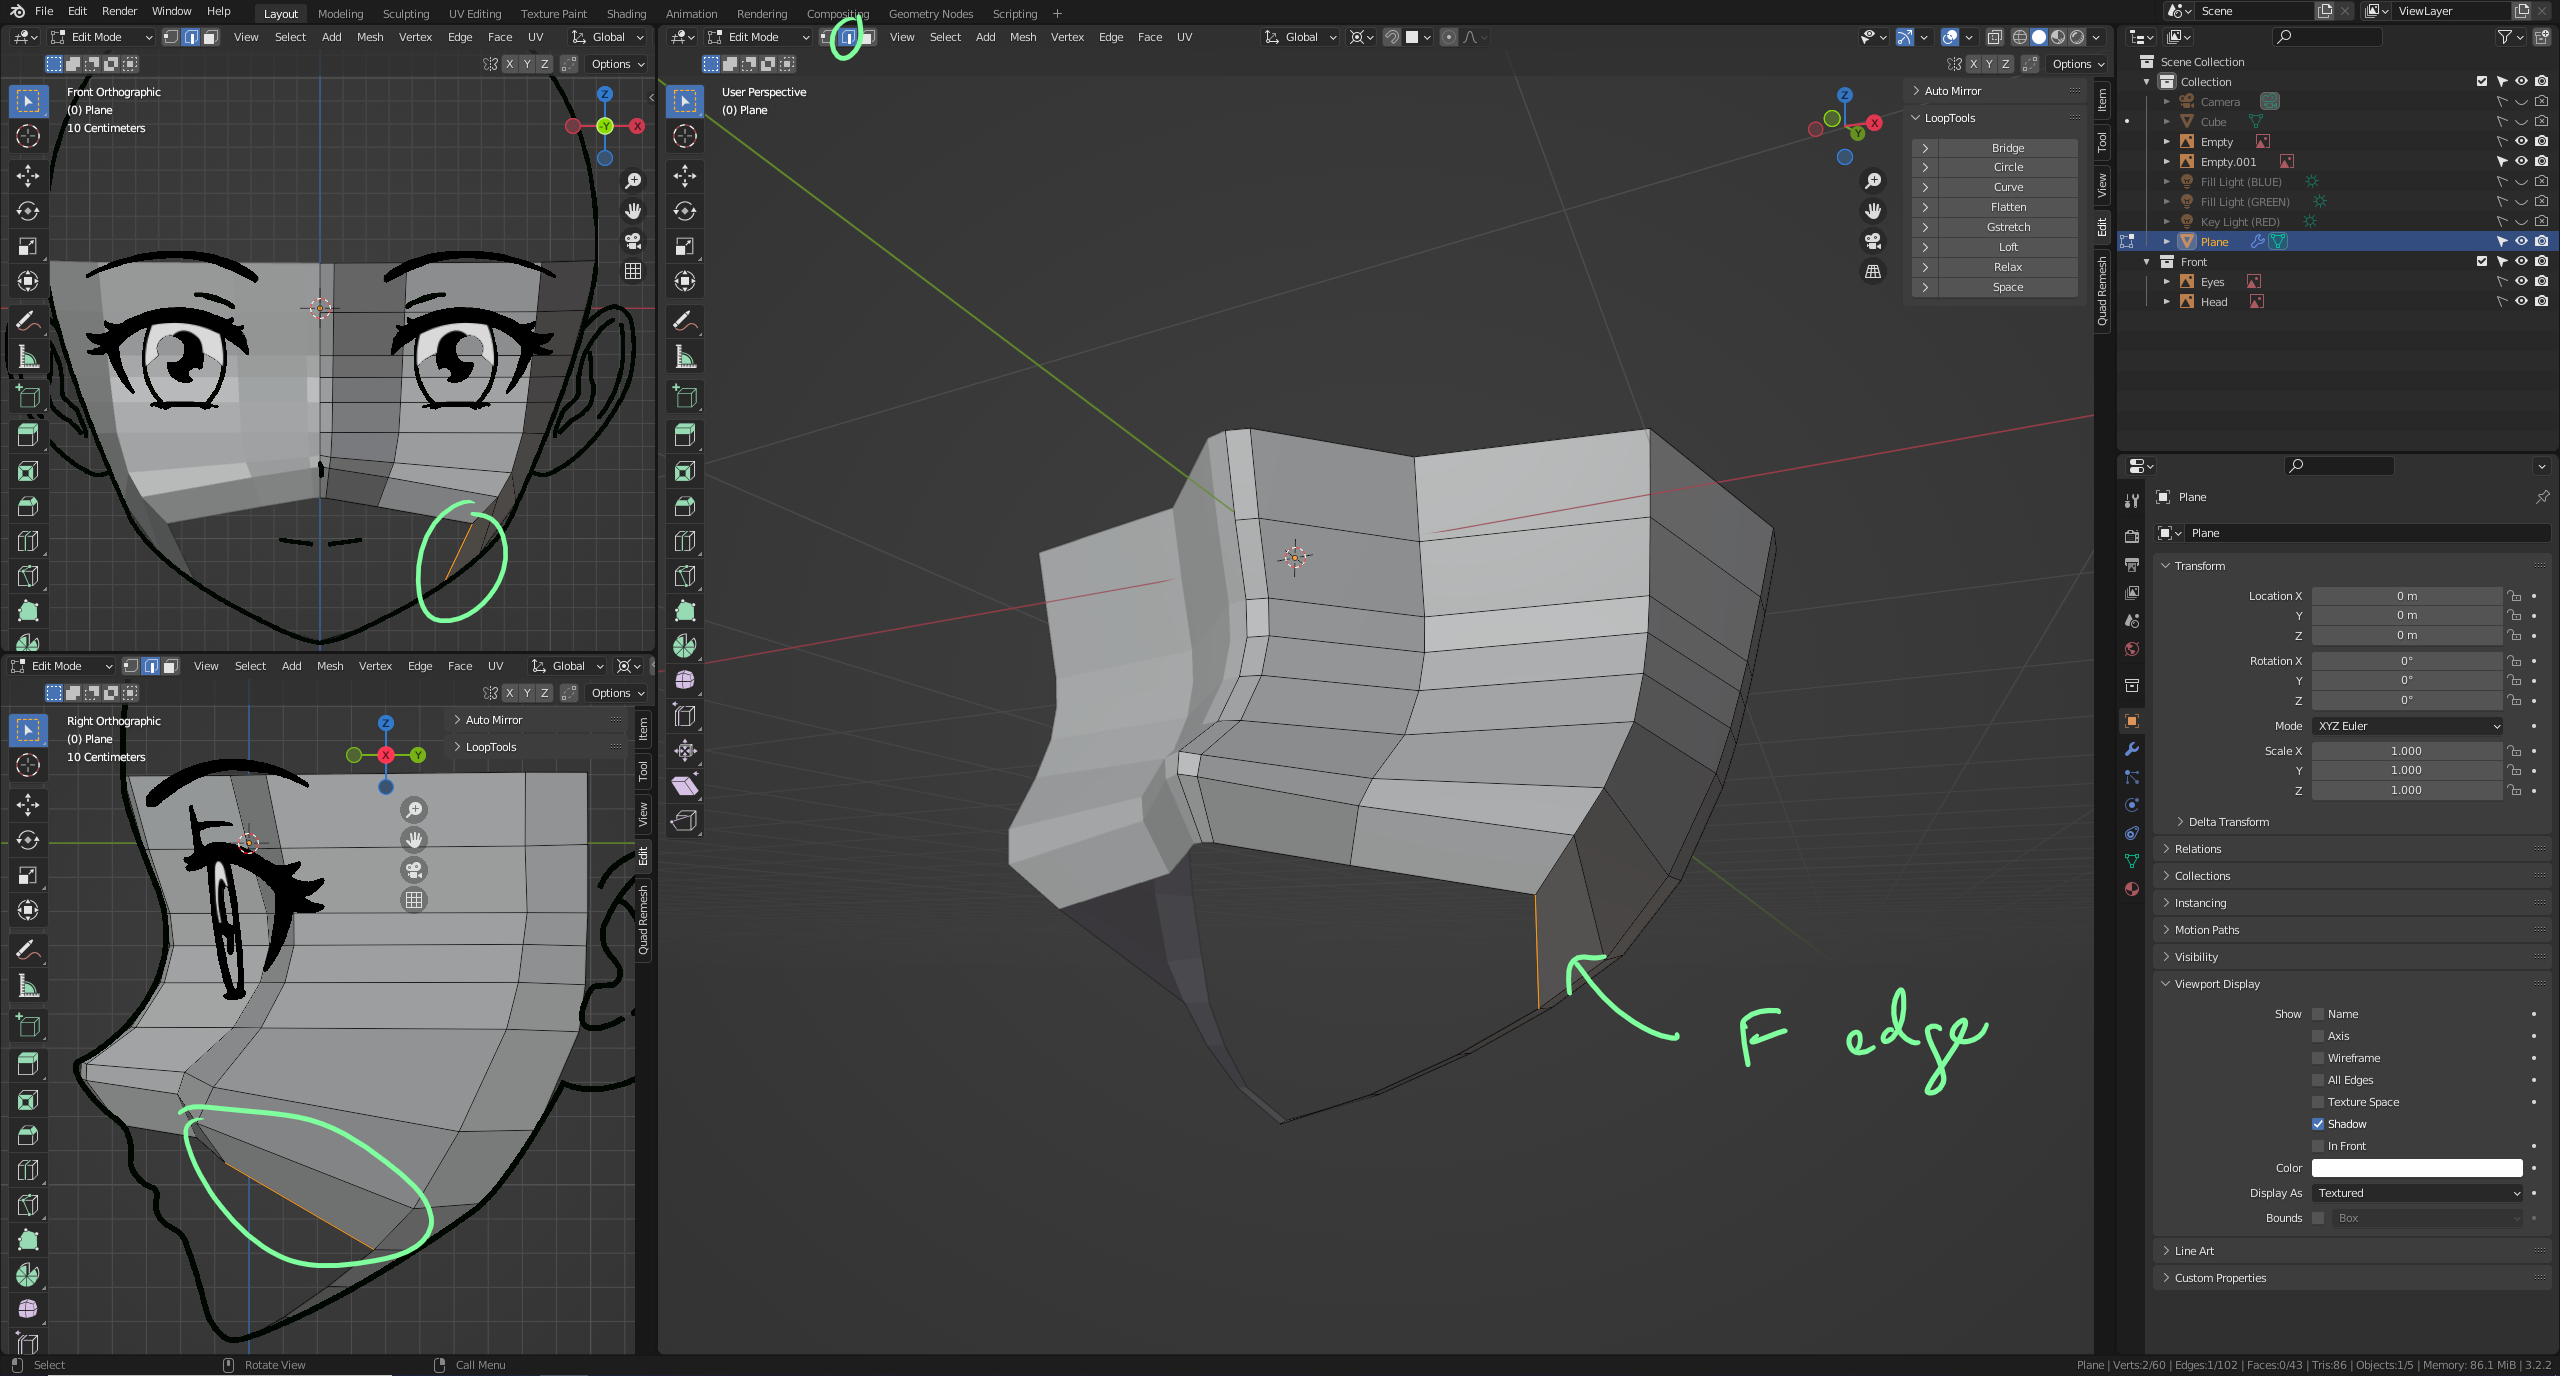 File Edit Render Window Help Layout Modeling Sculpting UV Editing Texture Paint Shading Animation Rendering Compositing Geometry Nodes Scripting + Scene ViewLayer
Edit Mode View Select Add Mesh Vertex Edge Face UV Global
X Y Z Options
Front Orthographic
(0) Plane
10 Centimeters
Z
Y
X
Edit Mode View Select Add Mesh Vertex Edge Face UV Global
X Y Z Options
User Perspective
(0) Plane
Z
X
Y
Auto Mirror
LoopTools
Bridge
Circle
Curve
Flatten
Gstretch
Loft
Relax
Space
Item
Tool
View
Edit
Quad Remesh
F edge
Edit Mode View Select Add Mesh Vertex Edge Face UV Global
X Y Z Options
Right Orthographic
(0) Plane
10 Centimeters
Z
X
Y
Auto Mirror
LoopTools
Item
Tool
View
Edit
Quad Remesh
Scene Collection
Collection
Camera
Cube
Empty
Empty.001
Fill Light (BLUE)
Fill Light (GREEN)
Key Light (RED)
Plane
Front
Eyes
Head
Plane
Plane
Transform
Location X 0 m
Y 0 m
Z 0 m
Rotation X 0°
Y 0°
Z 0°
Mode XYZ Euler
Scale X 1.000
Y 1.000
Z 1.000
Delta Transform
Relations
Collections
Instancing
Motion Paths
Visibility
Viewport Display
Show Name
Axis
Wireframe
All Edges
Texture Space
Shadow
In Front
Color
Display As Textured
Bounds Box
Line Art
Custom Properties
Select Rotate View Call Menu Plane | Verts:2/60 | Edges:1/102 | Faces:0/43 | Tris:86 | Objects:1/5 | Memory: 86.1 MiB | 3.2.2